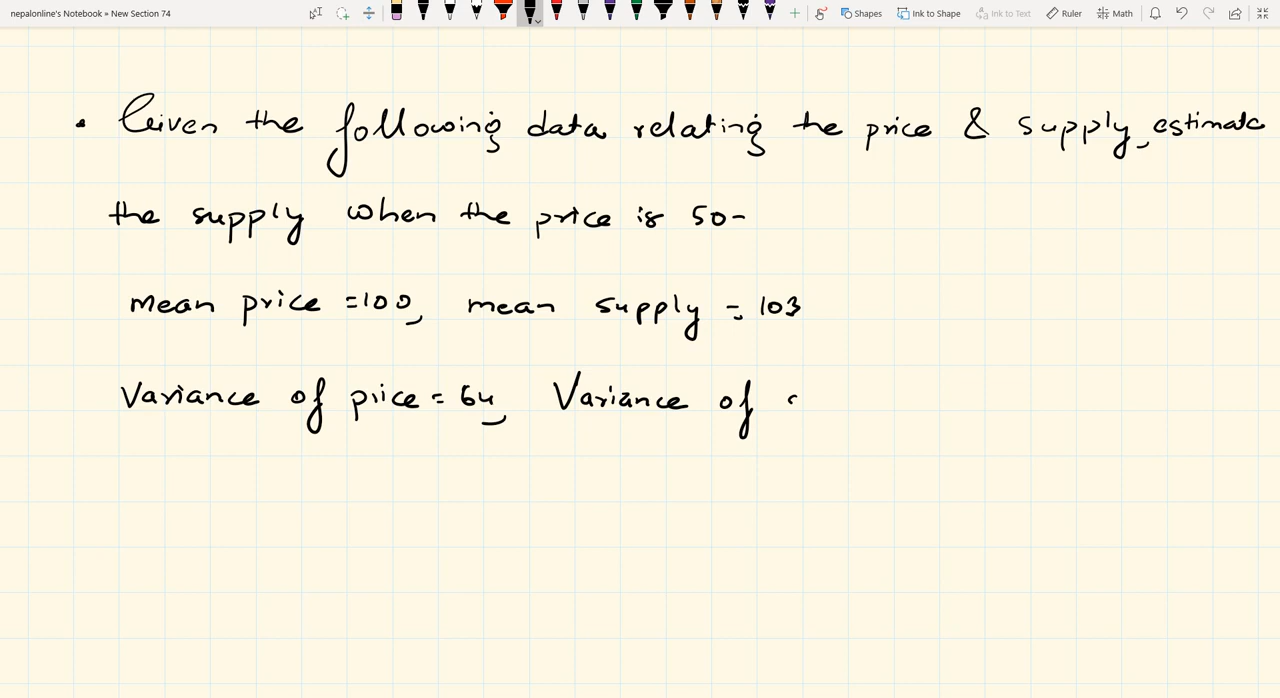 nepalonline's Notebook » New Section 74
Shapes Ink to Shape Ink to Text Ruler Math
• Given the following data relating the price & supply, estimate
the supply when the price is 50-
mean price = 100, mean supply = 103
Variance of price = 64, Variance of